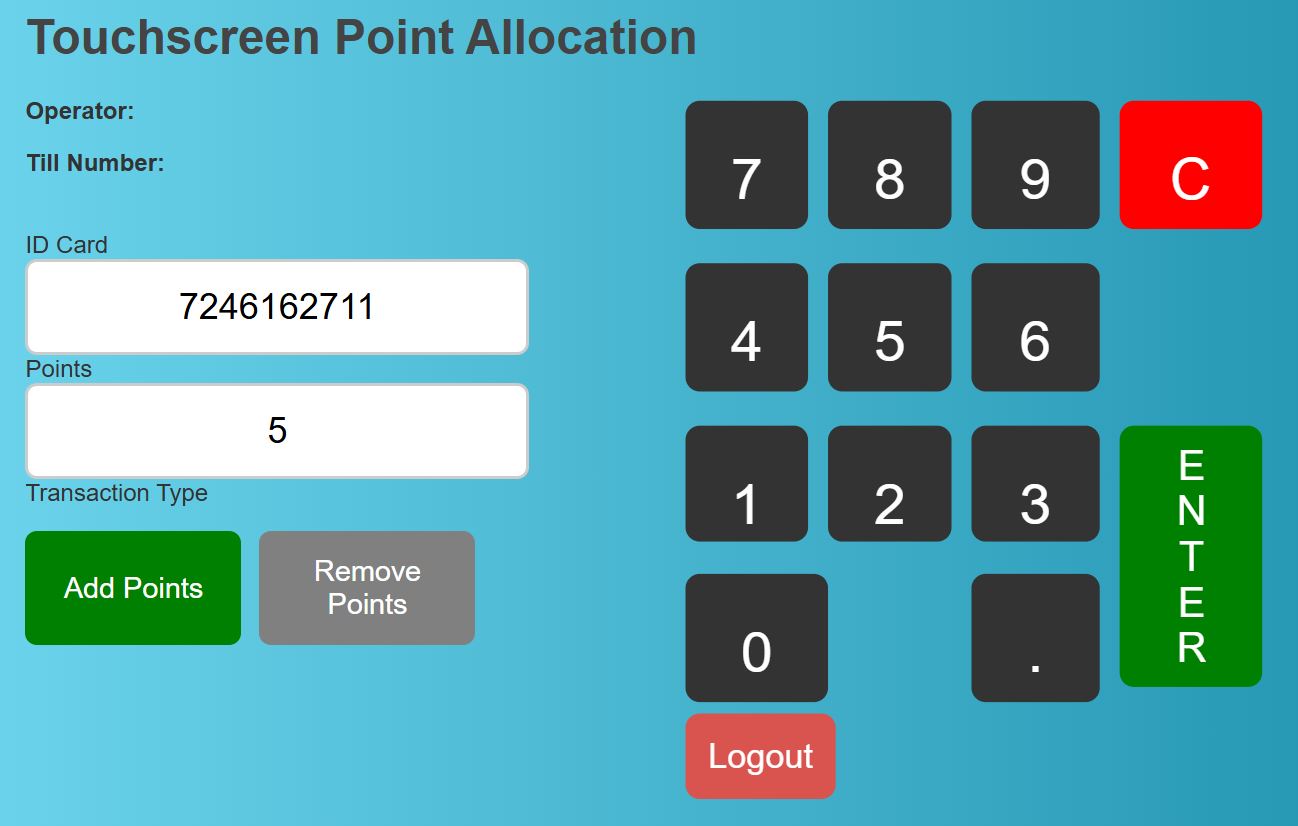 Touchscreen Point Allocation
Operator:
Till Number:
ID Card
7246162711
Points
5
Transaction Type
Add Points
Remove
Points
7 8 9 C
4 5 6
1 2 3
E
N
T
E
R
0 .
Logout